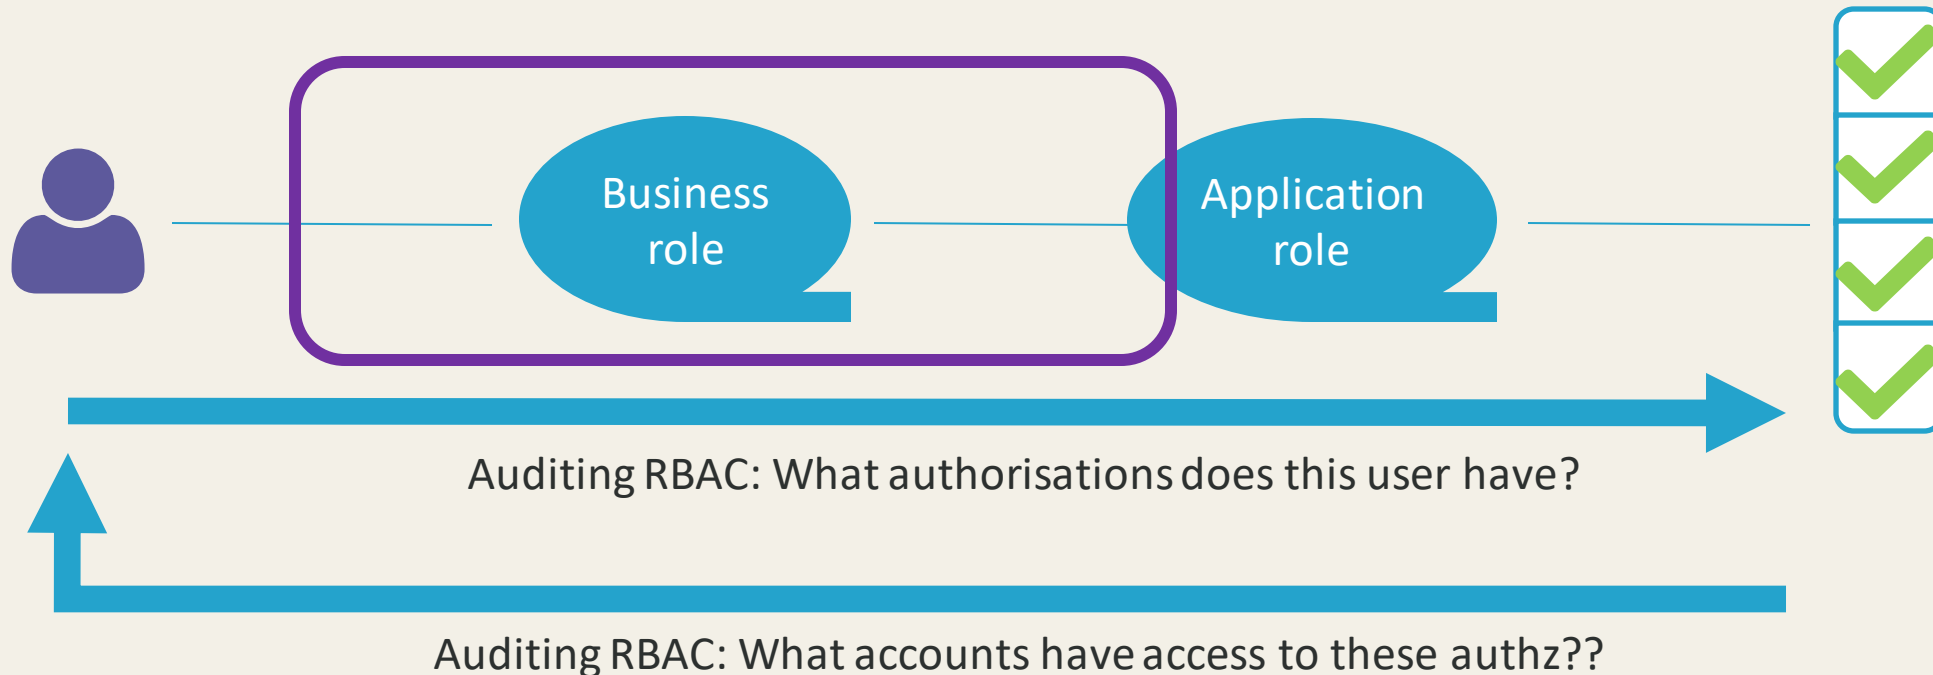 Business
role
Application
role
Auditing RBAC: What authorisations does this user have?
Auditing RBAC: What accounts have access to these authz??